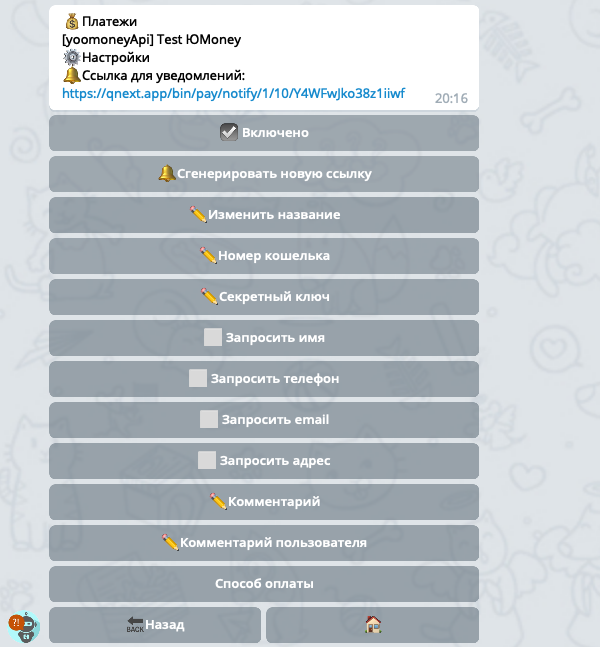 💰Платежи
[yoomoneyApi] Test ЮMoney
⚙️Настройки
🔔Ссылка для уведомлений:
https://qnext.app/bin/pay/notify/1/10/Y4WFwJko38z1iiwf
20:16
☑️ Включено
🔔Сгенерировать новую ссылку
✏️Изменить название
✏️Номер кошелька
✏️Секретный ключ
⬜ Запросить имя
⬜ Запросить телефон
⬜ Запросить email
⬜ Запросить адрес
✏️Комментарий
✏️Комментарий пользователя
Способ оплаты
🔙Назад 🏠